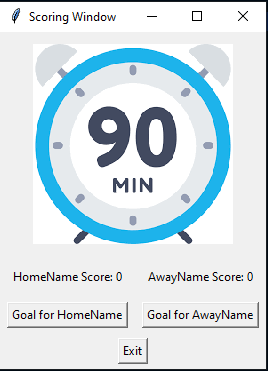 Scoring Window
90
MIN
HomeName Score: 0 AwayName Score: 0
Goal for HomeName Goal for AwayName
Exit